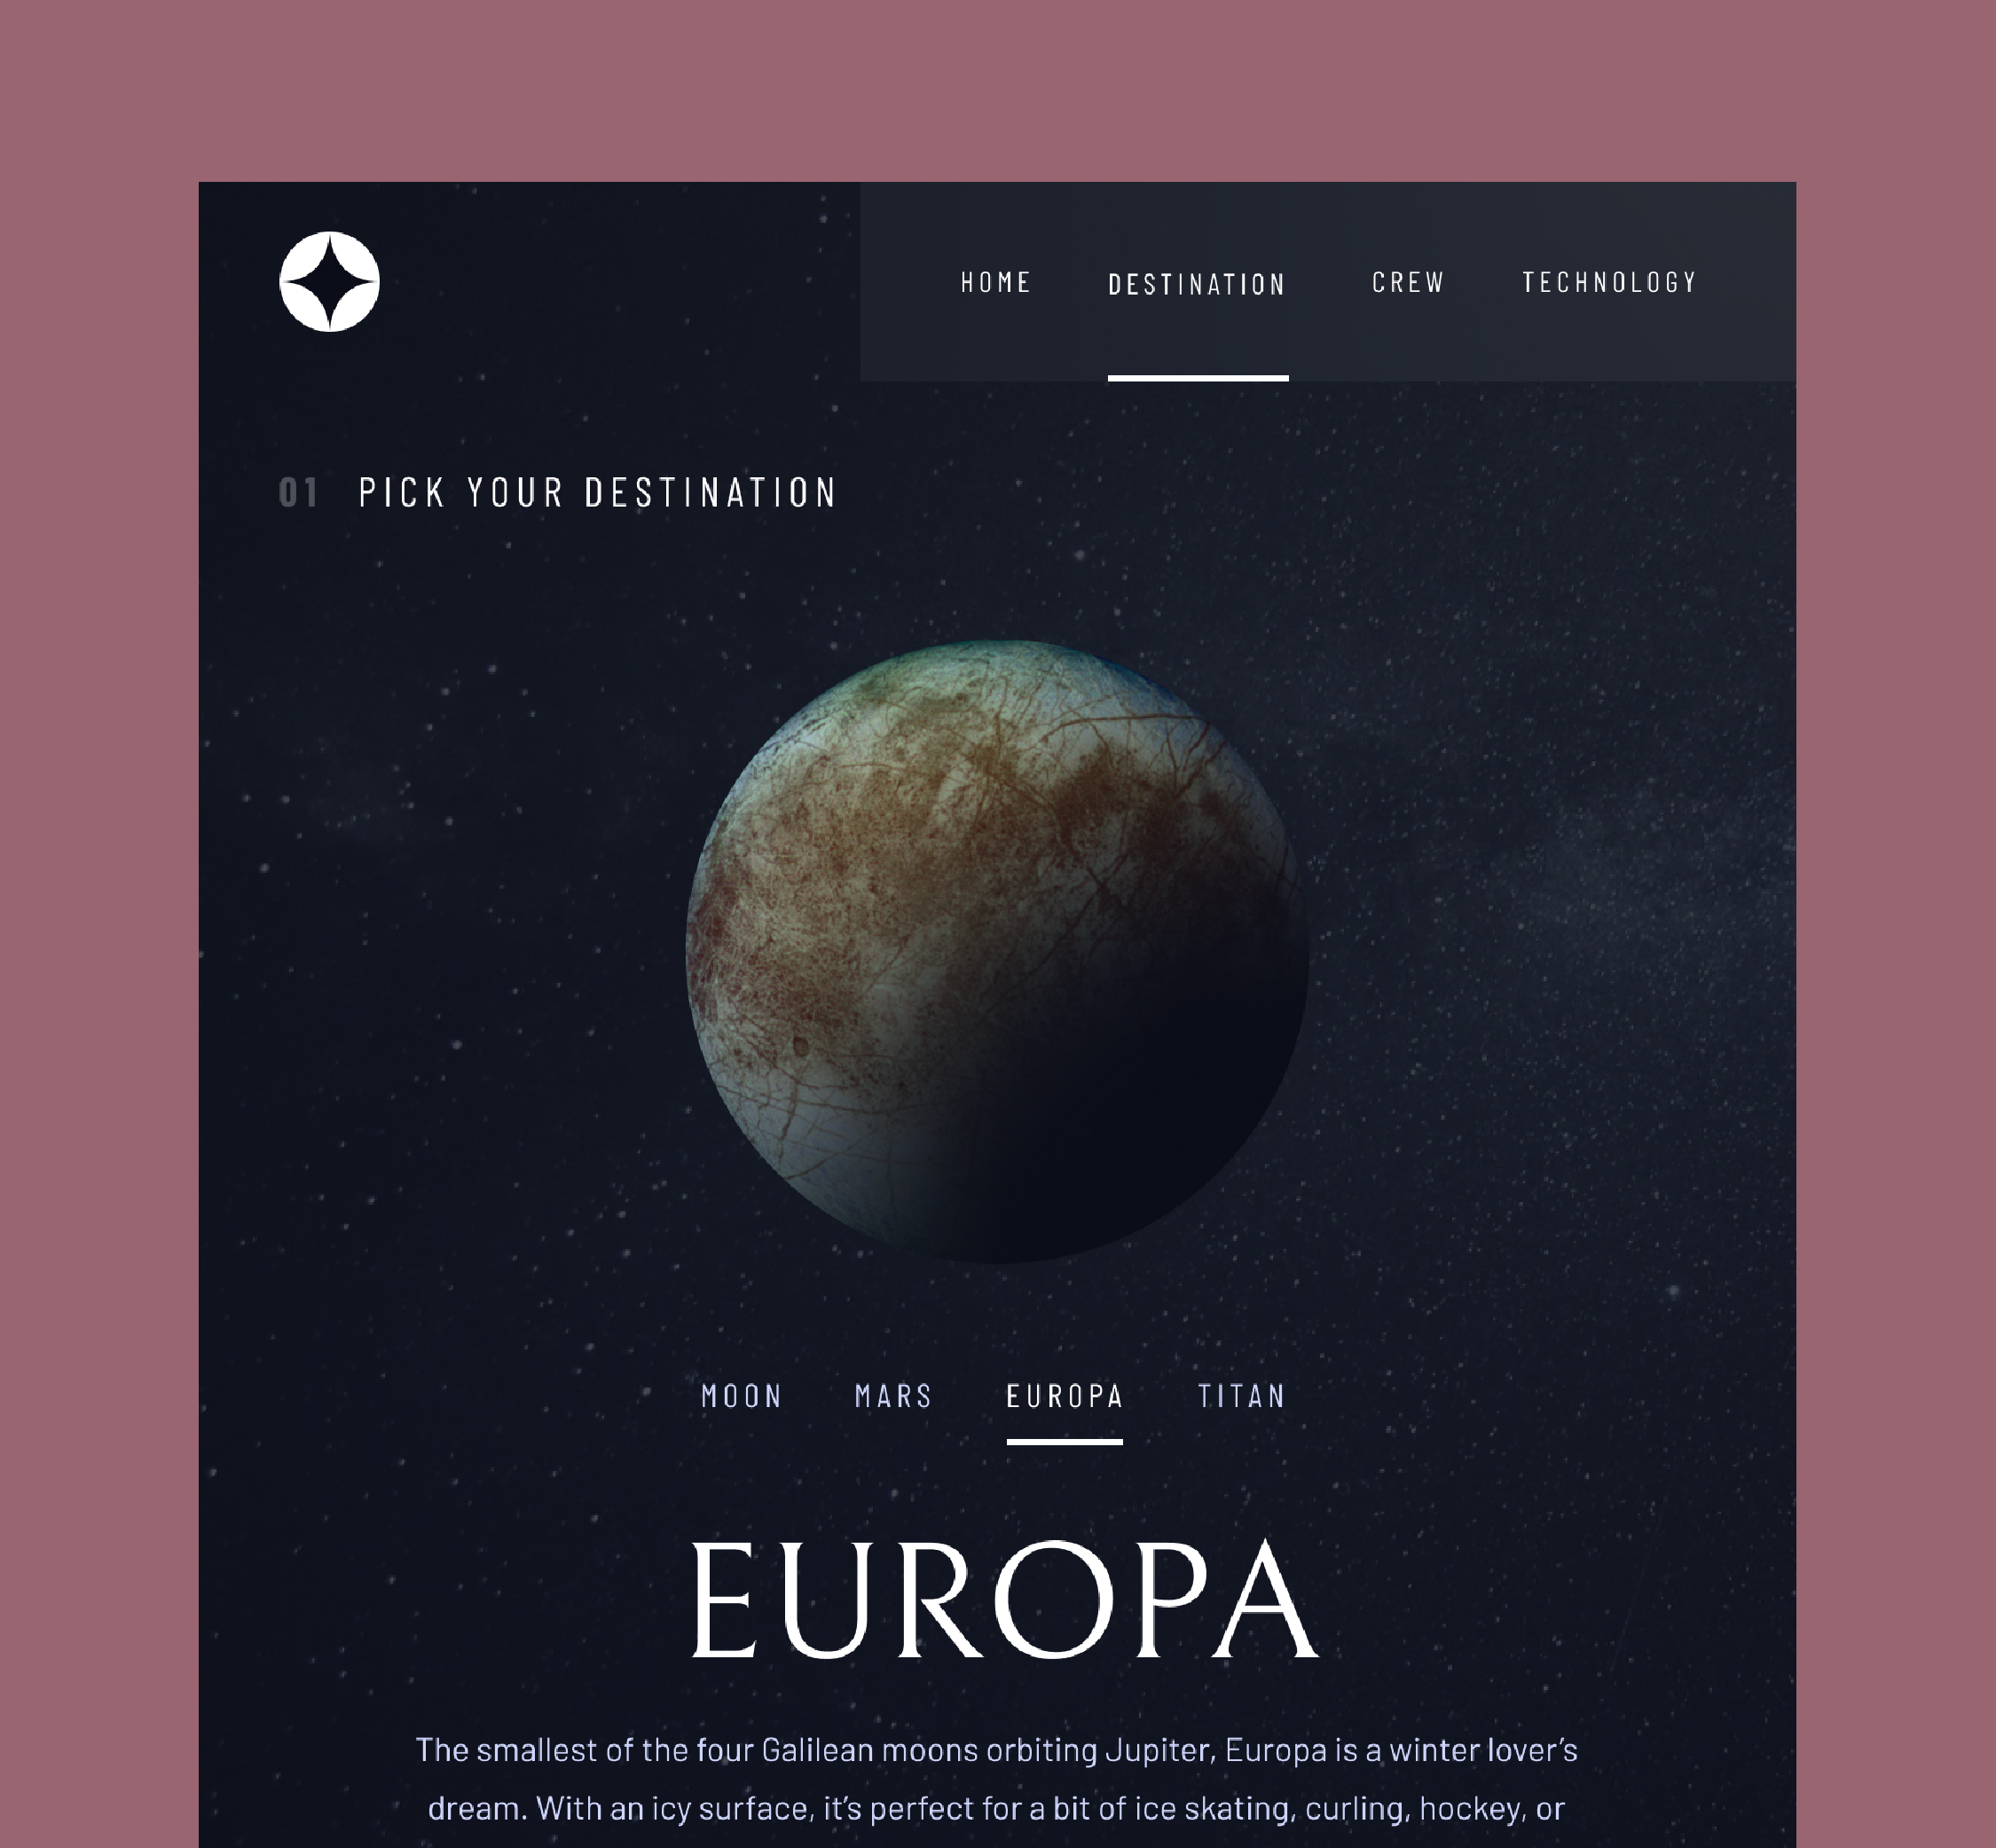 HOME DESTINATION CREW TECHNOLOGY
01 PICK YOUR DESTINATION
MOON MARS EUROPA TITAN
EUROPA
The smallest of the four Galilean moons orbiting Jupiter, Europa is a winter lover’s
dream. With an icy surface, it’s perfect for a bit of ice skating, curling, hockey, or